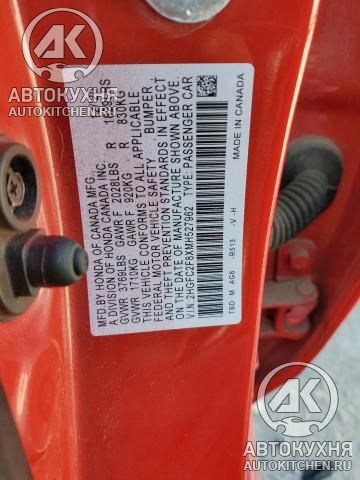 АВТОКУХНЯ
AUTOKITCHEN.RU
MFD. BY HONDA OF CANADA MFG.
A DIVISION OF HONDA CANADA INC.
GVWR 3769LBS GAWR F 2028LBS R
GVWR 1710KG GAWR F 920KG R 830KG
THIS VEHICLE CONFORMS TO ALL APPLICABLE
FEDERAL MOTOR VEHICLE SAFETY, BUMPER,
AND THEFT PREVENTION STANDARDS IN EFFECT
ON THE DATE OF MANUFACTURE SHOWN ABOVE.
V.I.N.: 2HGFC2F8XMH527962 TYPE: PASSENGER CAR
TBD M AG6 -R513 -V-H
MADE IN CANADA
АВТОКУХНЯ
AUTOKITCHEN.RU